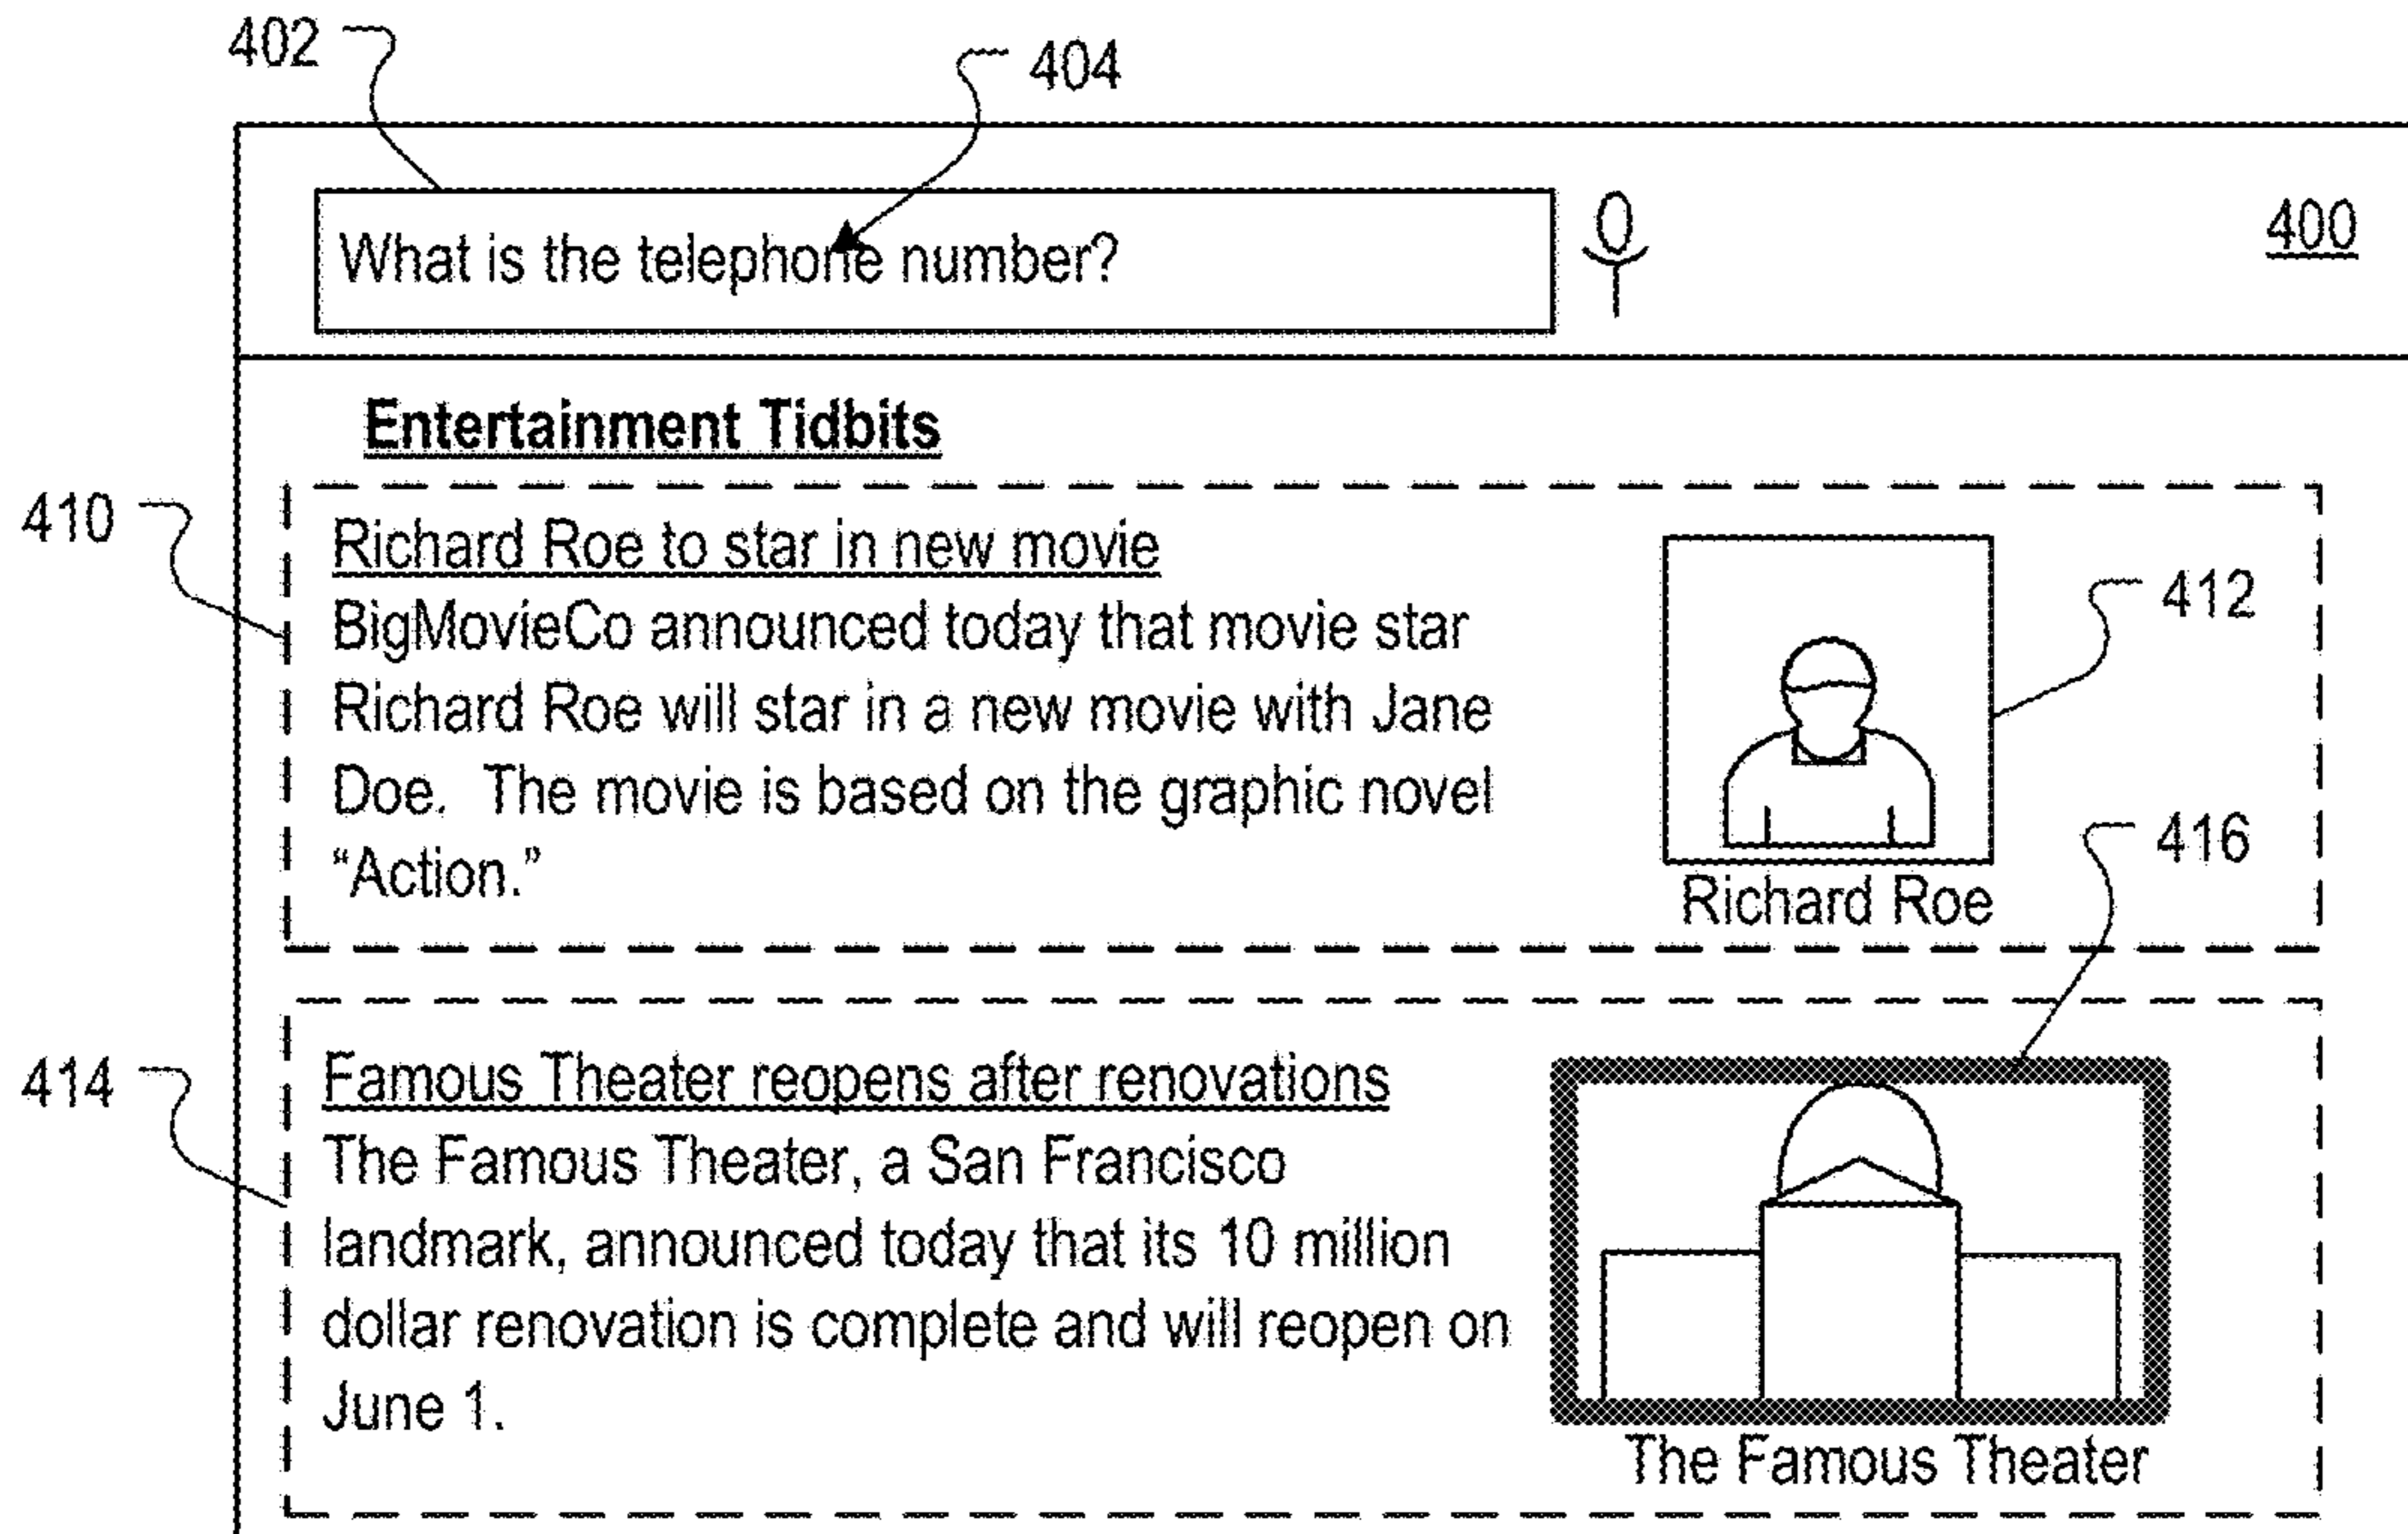 402
404
What is the telephone number?
400
Entertainment Tidbits
410
Richard Roe to star in new movie
BigMovieCo announced today that movie star
Richard Roe will star in a new movie with Jane
Doe. The movie is based on the graphic novel
“Action.”
412
Richard Roe
416
414
Famous Theater reopens after renovations
The Famous Theater, a San Francisco
landmark, announced today that its 10 million
dollar renovation is complete and will reopen on
June 1.
The Famous Theater